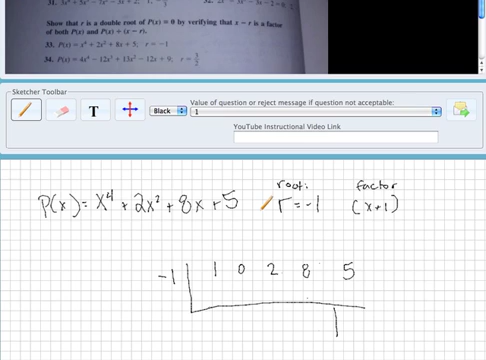 31.
Show that r is a double root of P(x) = 0 by verifying that x − r is a factor
of both P(x) and P(x) ÷ (x − r).
33. P(x) = x⁴ + 2x² + 8x + 5; r = −1
34. P(x) = 4x⁴ − 12x³ + 13x² − 12x + 9; r = 3/2
Sketcher Toolbar
T
Black
Value of question or reject message if question not acceptable:
1
YouTube Instructional Video Link
root: factor
P(x) = x⁴ + 2x² + 8x + 5 r = -1 (x+1)
-1 1 0 2 8 5